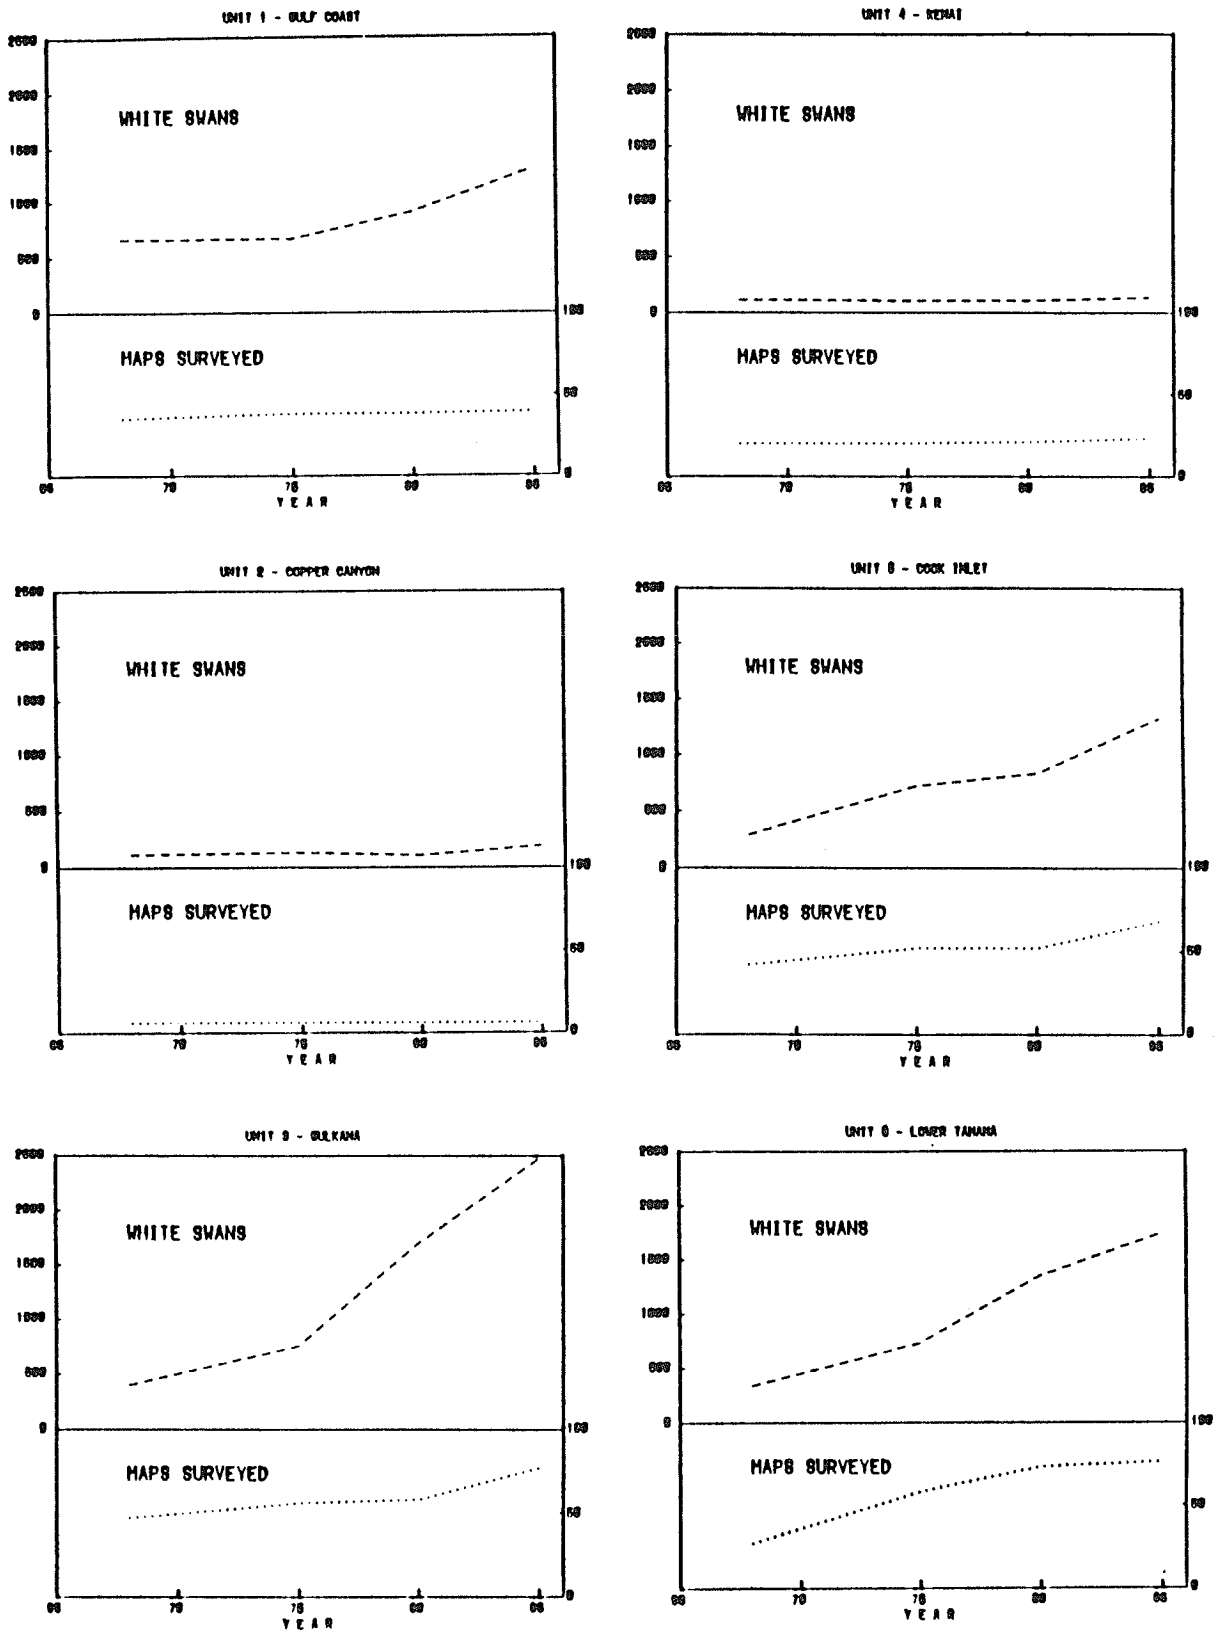 UNIT 1 - GULF COAST
2500
2000
WHITE SWANS
1500
1000
500
0
100
MAPS SURVEYED
50
0
65 70 75 80 85
YEAR
UNIT 4 - KENAI
2500
2000
WHITE SWANS
1500
1000
500
0
100
MAPS SURVEYED
50
0
65 70 75 80 85
YEAR
UNIT 2 - COPPER CANYON
2500
2000
WHITE SWANS
1500
1000
500
0
100
MAPS SURVEYED
50
0
65 70 75 80 85
YEAR
UNIT 5 - COOK INLET
2500
2000
WHITE SWANS
1500
1000
500
0
100
MAPS SURVEYED
50
0
65 70 75 80 85
YEAR
UNIT 3 - GULKANA
2500
2000
WHITE SWANS
1500
1000
500
0
100
MAPS SURVEYED
50
0
65 70 75 80 85
YEAR
UNIT 6 - LOWER TANANA
2500
2000
WHITE SWANS
1500
1000
500
0
100
MAPS SURVEYED
50
0
65 70 75 80 85
YEAR